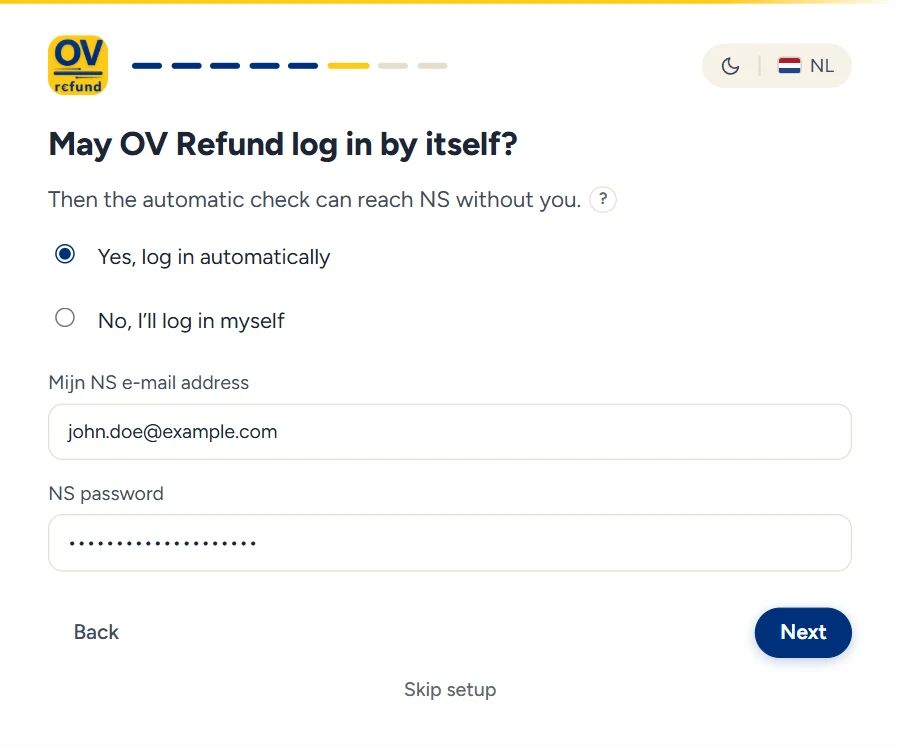 OV
refund
NL
May OV Refund log in by itself?
Then the automatic check can reach NS without you. ?
Yes, log in automatically
No, I’ll log in myself
Mijn NS e-mail address
john.doe@example.com
NS password
••••••••••••••••••••
Back
Next
Skip setup